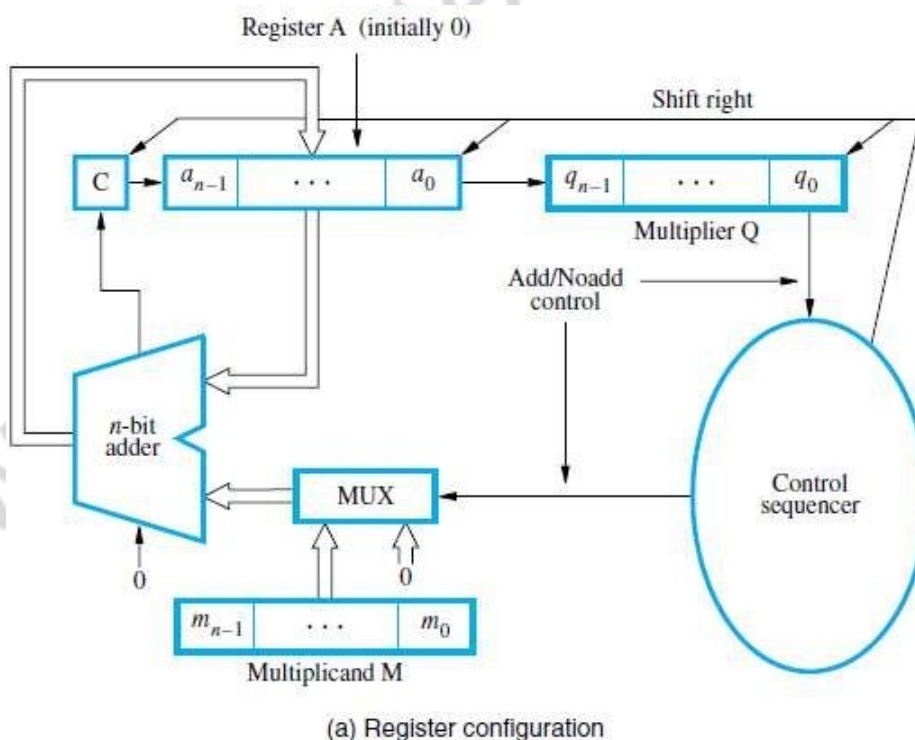 Register A (initially 0)
Shift right
C
a_{n-1} . . . a_0
q_{n-1} . . . q_0
Multiplier Q
Add/Noadd
control
n-bit
adder
MUX
Control
sequencer
0
0
m_{n-1} . . . m_0
Multiplicand M
(a) Register configuration